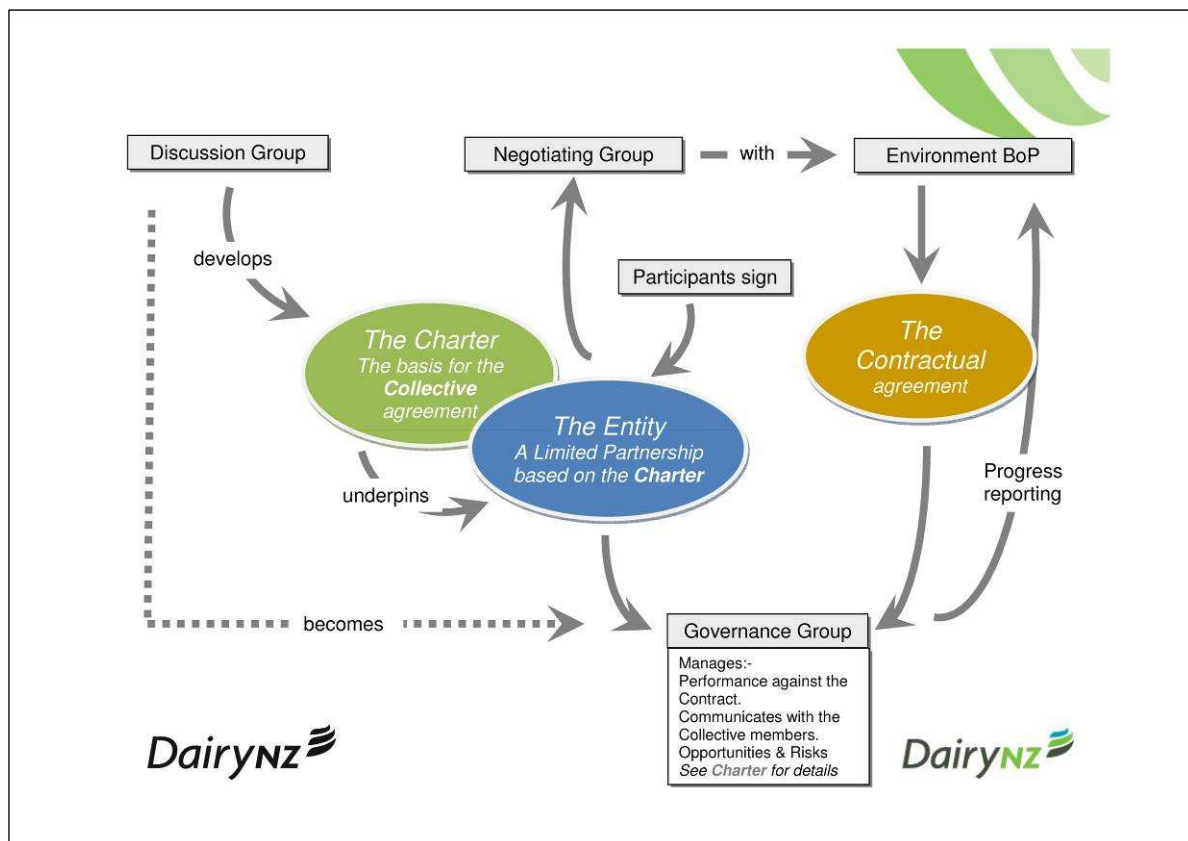 Discussion Group
Negotiating Group
with
Environment BoP
develops
Participants sign
The Charter
The basis for the
Collective
agreement
The Entity
A Limited Partnership
based on the Charter
The
Contractual
agreement
underpins
Progress
reporting
becomes
Governance Group
Manages:-
Performance against the
Contract.
Communicates with the
Collective members.
Opportunities & Risks
See Charter for details
DairyNZ
DairyNZ